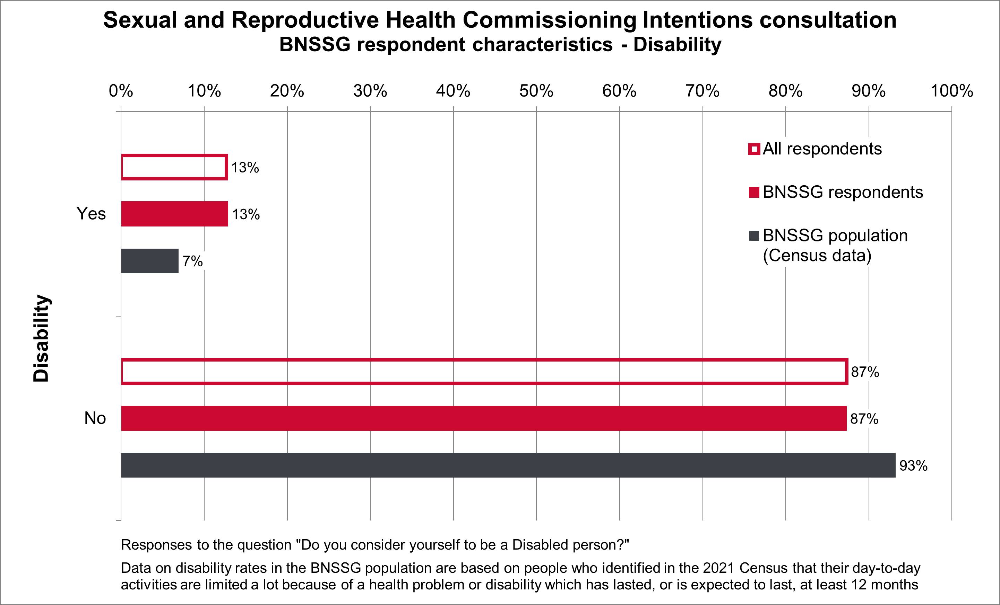 Sexual and Reproductive Health Commissioning Intentions consultation
BNSSG respondent characteristics - Disability
0% 10% 20% 30% 40% 50% 60% 70% 80% 90% 100%
All respondents
13%
BNSSG respondents
Yes
13%
BNSSG population
(Census data)
7%
Disability
87%
No
87%
93%
Responses to the question "Do you consider yourself to be a Disabled person?"
Data on disability rates in the BNSSG population are based on people who identified in the 2021 Census that their day-to-day
activities are limited a lot because of a health problem or disability which has lasted, or is expected to last, at least 12 months